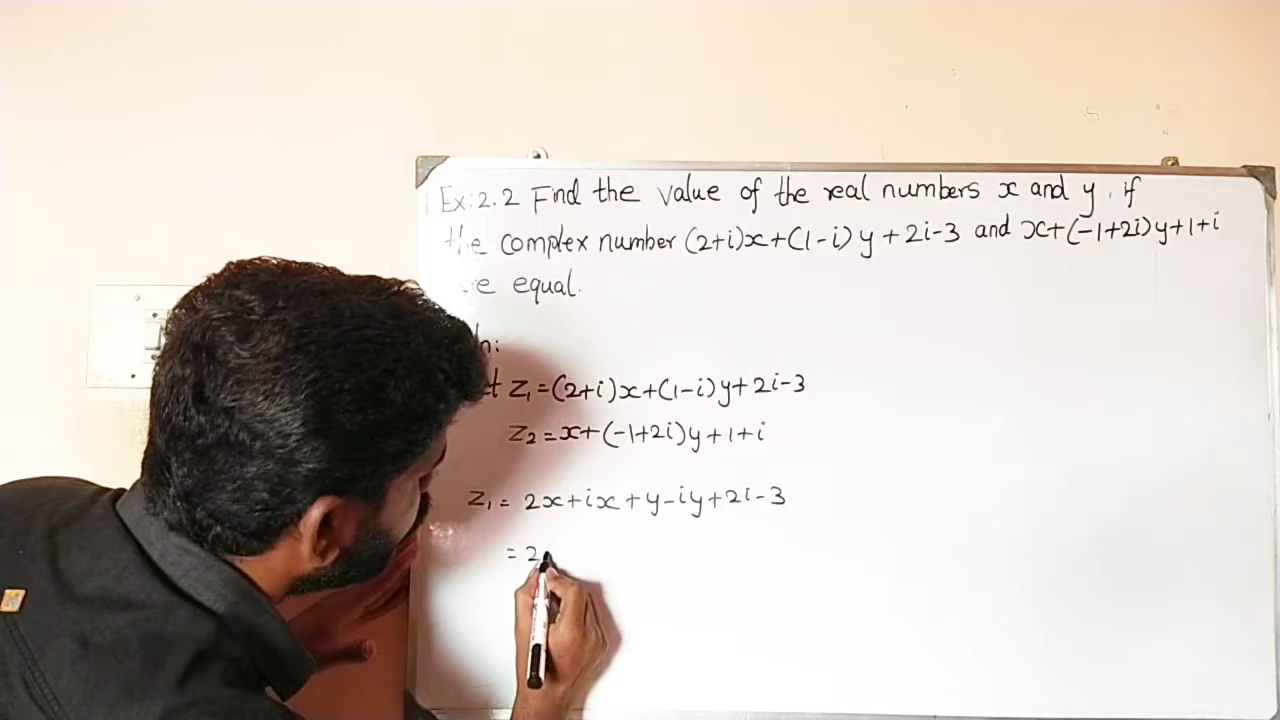 Ex: 2.2 Find the value of the real numbers x and y, if
the complex number (2+i)x+(1-i)y+2i-3 and x+(-1+2i)y+1+i
equal.
z₁=(2+i)x+(1-i)y+2i-3
z₂=x+(-1+2i)y+1+i
z₁= 2x+ix+y-iy+2i-3
= 2